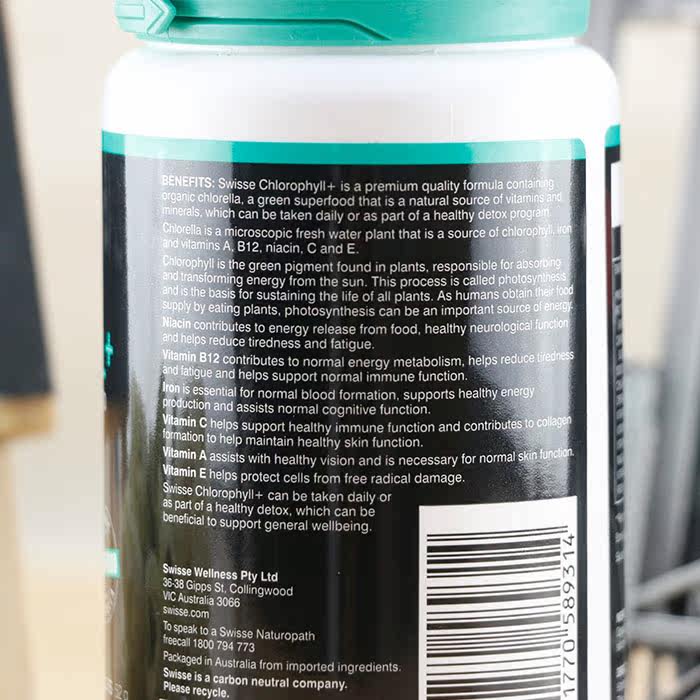 BENEFITS: Swisse Chlorophyll+ is a premium quality formula containing
organic chlorella, a green superfood that is a natural source of vitamins and
minerals, which can be taken daily or as part of a healthy detox program.
Chlorella is a microscopic fresh water plant that is a source of chlorophyll, iron
and vitamins A, B12, niacin, C and E.
Chlorophyll is the green pigment found in plants, responsible for absorbing
and transforming energy from the sun. This process is called photosynthesis
and is the basis for sustaining the life of all plants. As humans obtain their food
supply by eating plants, photosynthesis can be an important source of energy.
Niacin contributes to energy release from food, healthy neurological function
and helps reduce tiredness and fatigue.
Vitamin B12 contributes to normal energy metabolism, helps reduce tiredness
and fatigue and helps support normal immune function.
Iron is essential for normal blood formation, supports healthy energy
production and assists normal cognitive function.
Vitamin C helps support healthy immune function and contributes to collagen
formation to help maintain healthy skin function.
Vitamin A assists with healthy vision and is necessary for normal skin function.
Vitamin E helps protect cells from free radical damage.
Swisse Chlorophyll+ can be taken daily or
as part of a healthy detox, which can be
beneficial to support general wellbeing.
Swisse Wellness Pty Ltd
36-38 Gipps St, Collingwood
VIC Australia 3066
swisse.com
To speak to a Swisse Naturopath
freecall 1800 794 773
Packaged in Australia from imported ingredients.
Swisse is a carbon neutral company.
Please recycle.
770 589314